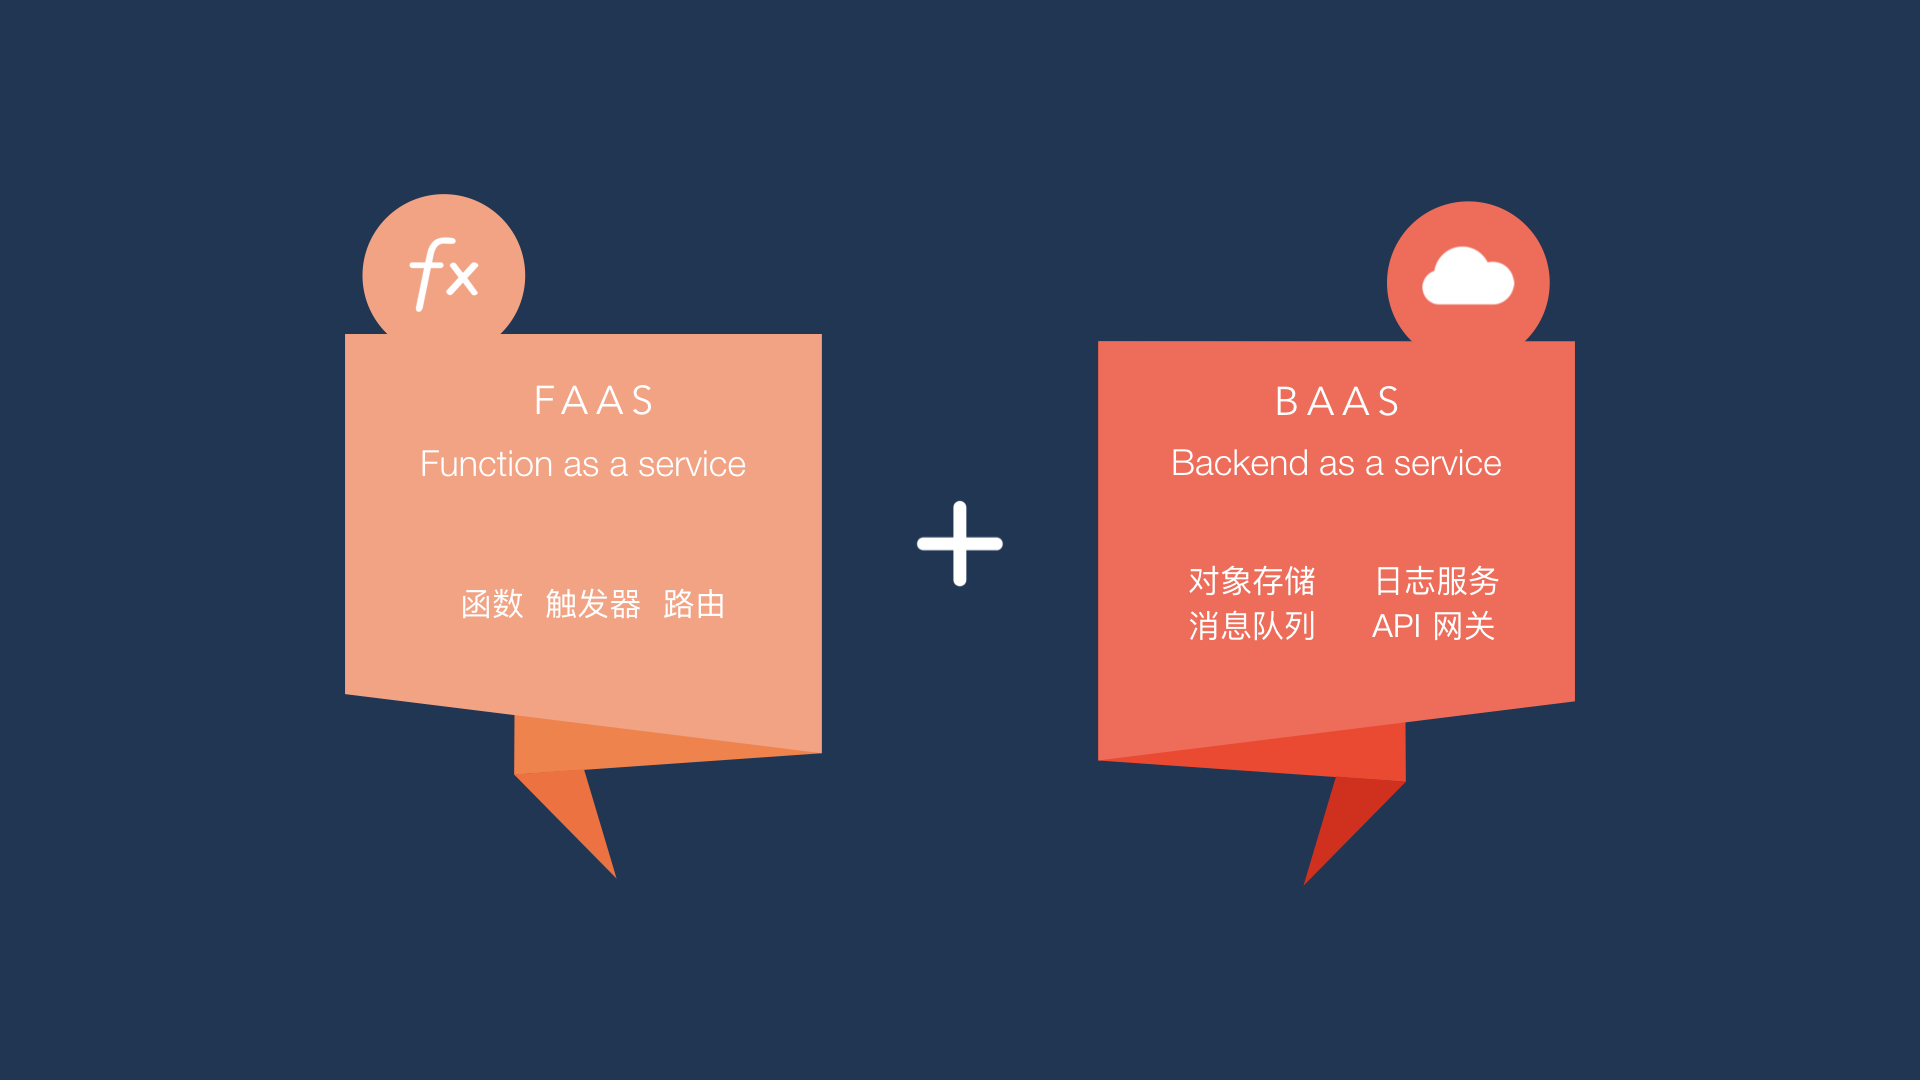 fx
FAAS
Function as a service
函数 触发器 路由
BAAS
Backend as a service
对象存储 日志服务
消息队列 API 网关